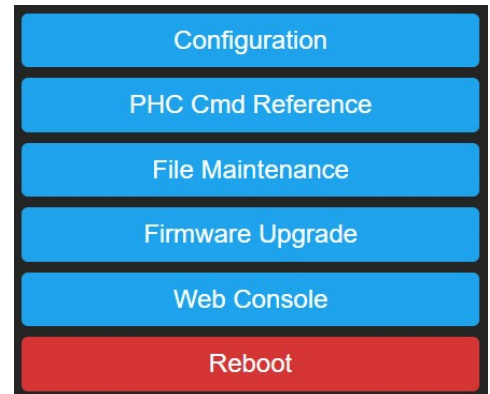 Configuration
PHC Cmd Reference
File Maintenance
Firmware Upgrade
Web Console
Reboot